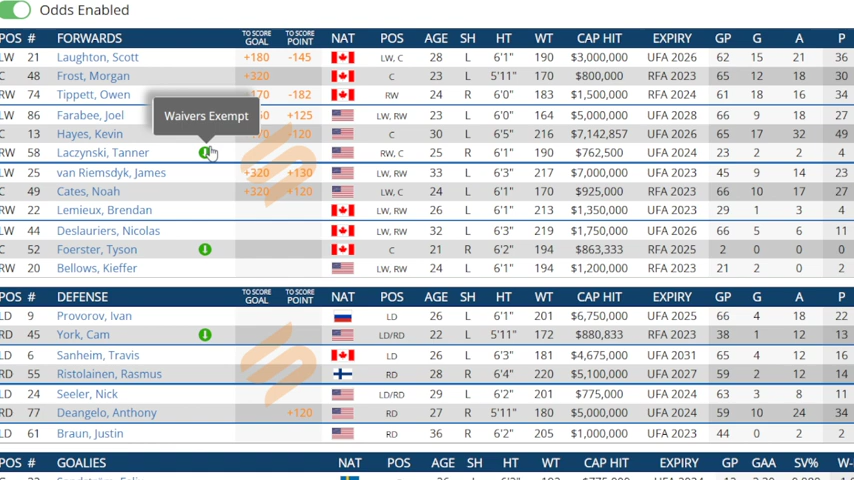 Odds Enabled
POS # FORWARDS TO SCORE GOAL TO SCORE POINT NAT POS AGE SH HT WT CAP HIT EXPIRY GP G A P
LW 21 Laughton, Scott +180 -145 LW, C 28 L 6'1" 190 $3,000,000 UFA 2026 62 15 21 36
C 48 Frost, Morgan +320 C 23 L 5'11" 170 $800,000 RFA 2023 65 12 18 30
RW 74 Tippett, Owen -182 RW 24 R 6'0" 183 $1,500,000 RFA 2024 61 18 16 34
Waivers Exempt
LW 86 Farabee, Joel +125 LW, RW 23 L 6'0" 164 $5,000,000 UFA 2028 66 9 18 27
C 13 Hayes, Kevin -120 C 30 L 6'5" 216 $7,142,857 UFA 2026 65 17 32 49
RW 58 Laczynski, Tanner RW, C 25 R 6'1" 190 $762,500 UFA 2024 23 2 2 4
LW 25 van Riemsdyk, James +320 +130 LW, RW 33 L 6'3" 217 $7,000,000 UFA 2023 45 9 14 23
C 49 Cates, Noah +320 +120 LW, C 24 L 6'1" 170 $925,000 RFA 2023 66 10 17 27
RW 22 Lemieux, Brendan LW, RW 26 L 6'1" 213 $1,350,000 UFA 2023 29 1 3 4
LW 44 Deslauriers, Nicolas LW, RW 32 L 6'3" 219 $1,750,000 UFA 2026 66 5 6 11
C 52 Foerster, Tyson C 21 R 6'2" 194 $863,333 RFA 2025 2 0 0 0
RW 20 Bellows, Kieffer LW, RW 24 L 6'1" 194 $1,200,000 RFA 2023 21 2 0 2
POS # DEFENSE TO SCORE GOAL TO SCORE POINT NAT POS AGE SH HT WT CAP HIT EXPIRY GP G A P
LD 9 Provorov, Ivan LD 26 L 6'1" 201 $6,750,000 UFA 2025 66 4 18 22
RD 45 York, Cam LD/RD 22 L 5'11" 172 $880,833 RFA 2024 38 1 12 13
LD 6 Sanheim, Travis LD 26 L 6'3" 181 $4,675,000 UFA 2031 65 4 12 16
RD 55 Ristolainen, Rasmus RD 28 R 6'4" 220 $5,100,000 UFA 2027 59 2 12 14
LD 24 Seeler, Nick LD/RD 29 L 6'2" 201 $775,000 UFA 2024 63 3 8 11
RD 77 Deangelo, Anthony +120 RD 27 R 5'11" 180 $5,000,000 UFA 2024 59 10 24 34
LD 61 Braun, Justin RD 36 R 6'2" 205 $1,000,000 UFA 2023 44 0 2 2
POS # GOALIES NAT POS AGE SH HT WT CAP HIT EXPIRY GP GAA SV% W-